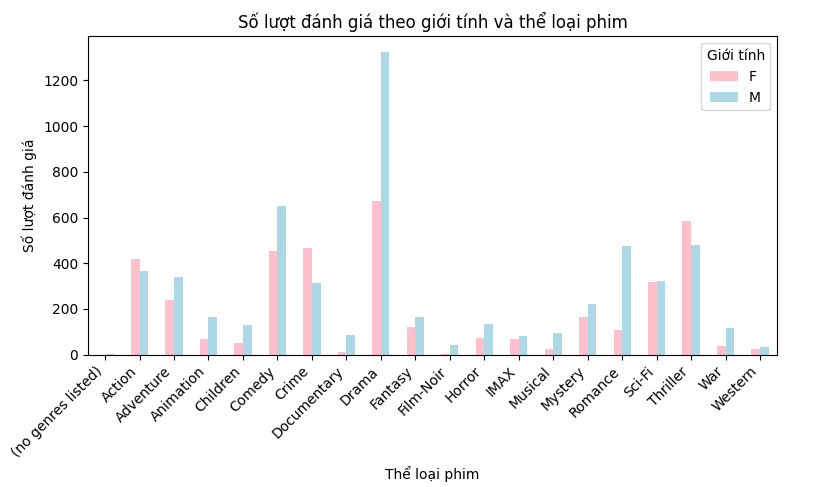 Số lượt đánh giá theo giới tính và thể loại phim
Giới tính
F
M
Số lượt đánh giá
1200
1000
800
600
400
200
0
(no genres listed)
Action
Adventure
Animation
Children
Comedy
Crime
Documentary
Drama
Fantasy
Film-Noir
Horror
IMAX
Musical
Mystery
Romance
Sci-Fi
Thriller
War
Western
Thể loại phim